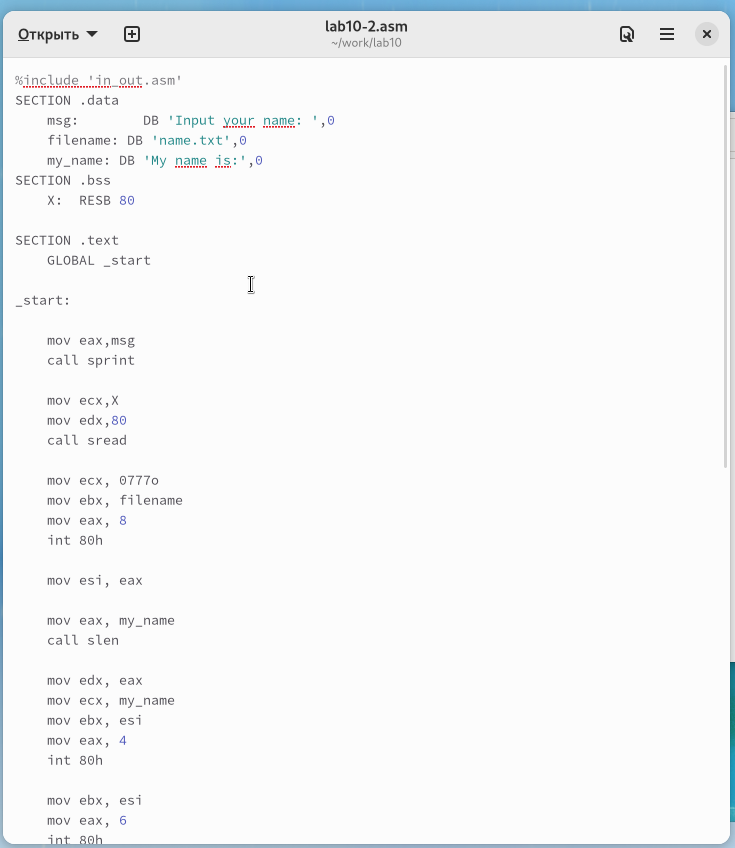 Открыть
lab10-2.asm
~/work/lab10
%include 'in_out.asm'
SECTION .data
    msg:        DB 'Input your name: ',0
    filename: DB 'name.txt',0
    my_name: DB 'My name is:',0
SECTION .bss
    X:  RESB 80
SECTION .text
    GLOBAL _start
_start:
    mov eax,msg
    call sprint
    mov ecx,X
    mov edx,80
    call sread
    mov ecx, 0777o
    mov ebx, filename
    mov eax, 8
    int 80h
    mov esi, eax
    mov eax, my_name
    call slen
    mov edx, eax
    mov ecx, my_name
    mov ebx, esi
    mov eax, 4
    int 80h
    mov ebx, esi
    mov eax, 6
    int 80h